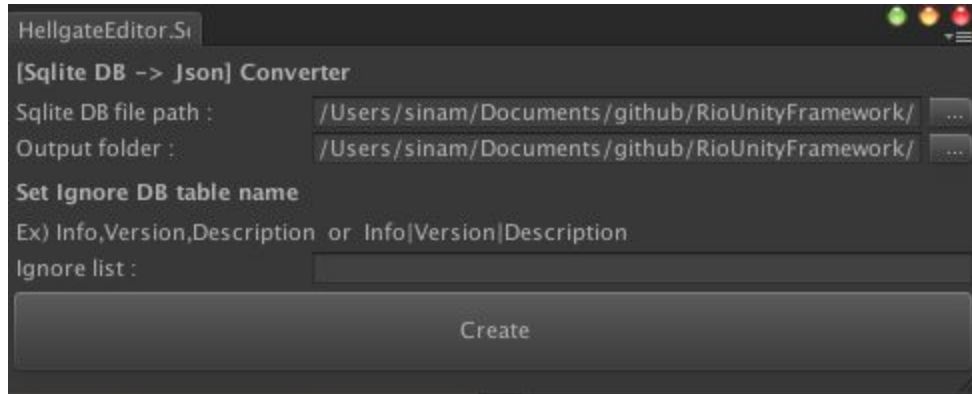 HellgateEditor.S
[Sqlite DB -> Json] Converter
Sqlite DB file path : /Users/sinam/Documents/github/RioUnityFramework/ ...
Output folder : /Users/sinam/Documents/github/RioUnityFramework/ ...
Set Ignore DB table name
Ex) Info,Version,Description or Info|Version|Description
Ignore list :
Create